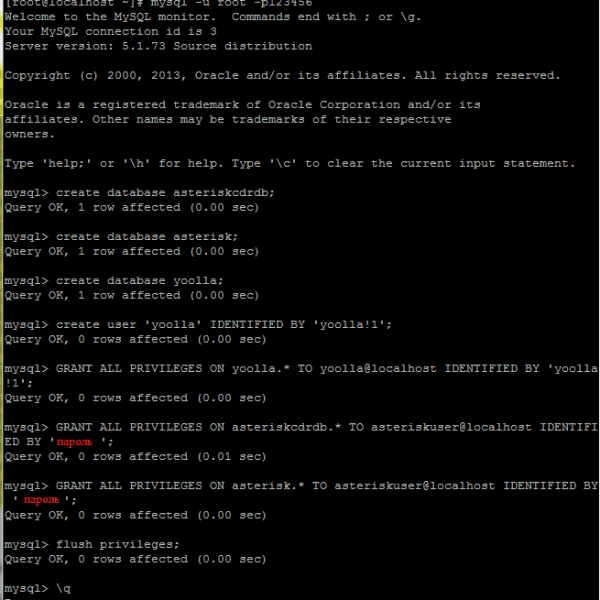 [root@localhost ~]# mysql -u root -p123456
Welcome to the MySQL monitor.  Commands end with ; or \g.
Your MySQL connection id is 3
Server version: 5.1.73 Source distribution
Copyright (c) 2000, 2013, Oracle and/or its affiliates. All rights reserved.
Oracle is a registered trademark of Oracle Corporation and/or its
affiliates. Other names may be trademarks of their respective
owners.
Type 'help;' or '\h' for help. Type '\c' to clear the current input statement.
mysql> create database asteriskcdrdb;
Query OK, 1 row affected (0.00 sec)
mysql> create database asterisk;
Query OK, 1 row affected (0.00 sec)
mysql> create database yoolla;
Query OK, 1 row affected (0.00 sec)
mysql> create user 'yoolla' IDENTIFIED BY 'yoolla!1';
Query OK, 0 rows affected (0.00 sec)
mysql> GRANT ALL PRIVILEGES ON yoolla.* TO yoolla@localhost IDENTIFIED BY 'yoolla
!1';
Query OK, 0 rows affected (0.00 sec)
mysql> GRANT ALL PRIVILEGES ON asteriskcdrdb.* TO asteriskuser@localhost IDENTIFI
ED BY 'пароль ';
Query OK, 0 rows affected (0.01 sec)
mysql> GRANT ALL PRIVILEGES ON asterisk.* TO asteriskuser@localhost IDENTIFIED BY
' пароль ';
Query OK, 0 rows affected (0.00 sec)
mysql> flush privileges;
Query OK, 0 rows affected (0.00 sec)
mysql> \q